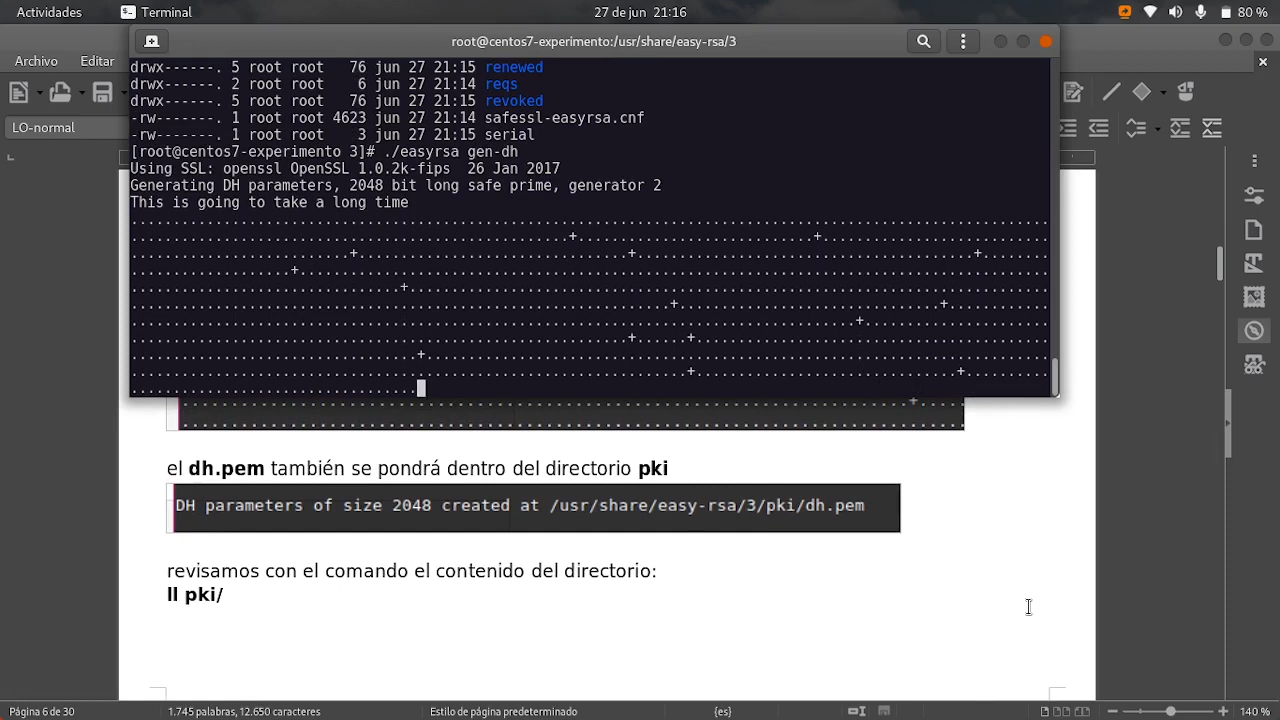 Actividades
Terminal
27 de jun 21:16
80 %
root@centos7-experimento:/usr/share/easy-rsa/3
Archivo
Editar
LO-normal
drwx------. 5 root root   76 jun 27 21:15 renewed
drwx------. 2 root root    6 jun 27 21:14 reqs
drwx------. 5 root root   76 jun 27 21:15 revoked
-rw-------. 1 root root 4623 jun 27 21:14 safessl-easyrsa.cnf
-rw-------. 1 root root    3 jun 27 21:15 serial
[root@centos7-experimento 3]# ./easyrsa gen-dh
Using SSL: openssl OpenSSL 1.0.2k-fips  26 Jan 2017
Generating DH parameters, 2048 bit long safe prime, generator 2
This is going to take a long time
el dh.pem también se pondrá dentro del directorio pki
DH parameters of size 2048 created at /usr/share/easy-rsa/3/pki/dh.pem
revisamos con el comando el contenido del directorio:
ll pki/
Página 6 de 30
1.745 palabras, 12.650 caracteres
Estilo de página predeterminado
{es}
140 %